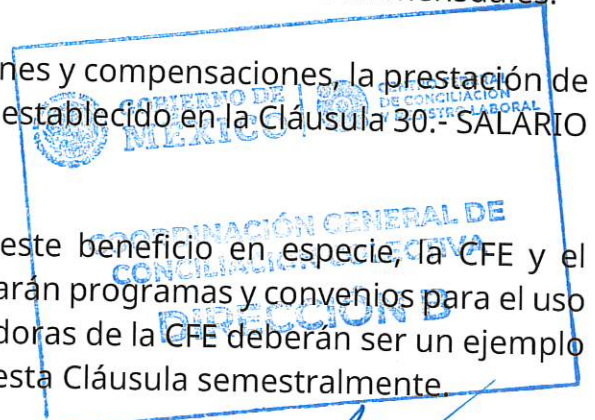 mensuales.
nes y compensaciones, la prestación de
establecido en la Cláusula 30.- SALARIO
GOBIERNO DE
MÉXICO
CENTRO FEDERAL
DE CONCILIACIÓN
Y REGISTRO LABORAL
COORDINACIÓN GENERAL DE
CONCILIACIÓN COLECTIVA
DIRECCIÓN B
este beneficio en especie, la CFE y el
arán programas y convenios para el uso
doras de la CFE deberán ser un ejemplo
esta Cláusula semestralmente.